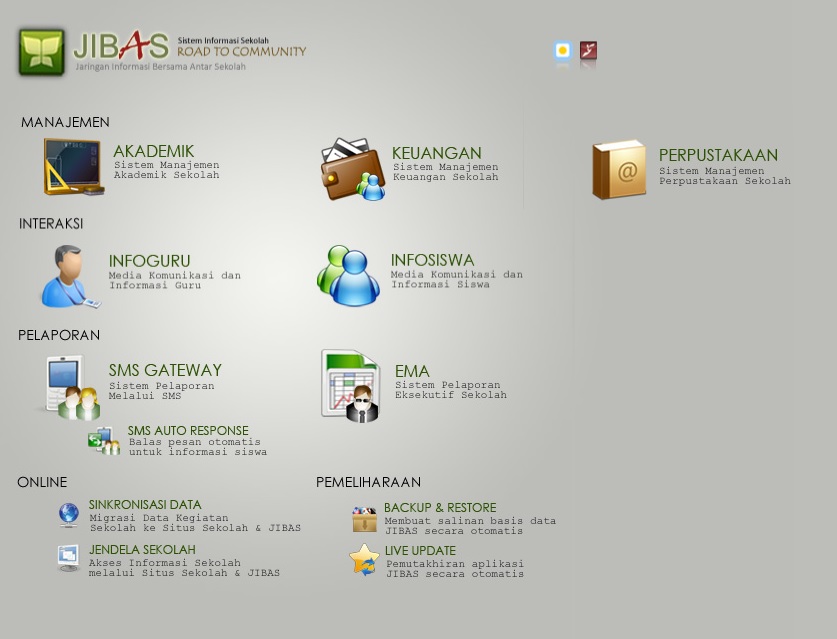 JIBAS
Sistem Informasi Sekolah
ROAD TO COMMUNITY
Jaringan Informasi Bersama Antar Sekolah
MANAJEMEN
AKADEMIK
Sistem Manajemen
Akademik Sekolah
KEUANGAN
Sistem Manajemen
Keuangan Sekolah
PERPUSTAKAAN
Sistem Manajemen
Perpustakaan Sekolah
INTERAKSI
INFOGURU
Media Komunikasi dan
Informasi Guru
INFOSISWA
Media Komunikasi dan
Informasi Siswa
PELAPORAN
SMS GATEWAY
Sistem Pelaporan
Melalui SMS
EMA
Sistem Pelaporan
Eksekutif Sekolah
SMS AUTO RESPONSE
Balas pesan otomatis
untuk informasi siswa
ONLINE
SINKRONISASI DATA
Migrasi Data Kegiatan
Sekolah ke Situs Sekolah & JIBAS
JENDELA SEKOLAH
Akses Informasi Sekolah
melalui Situs Sekolah & JIBAS
PEMELIHARAAN
BACKUP & RESTORE
Membuat salinan basis data
JIBAS secara otomatis
LIVE UPDATE
Pemutakhiran aplikasi
JIBAS secara otomatis